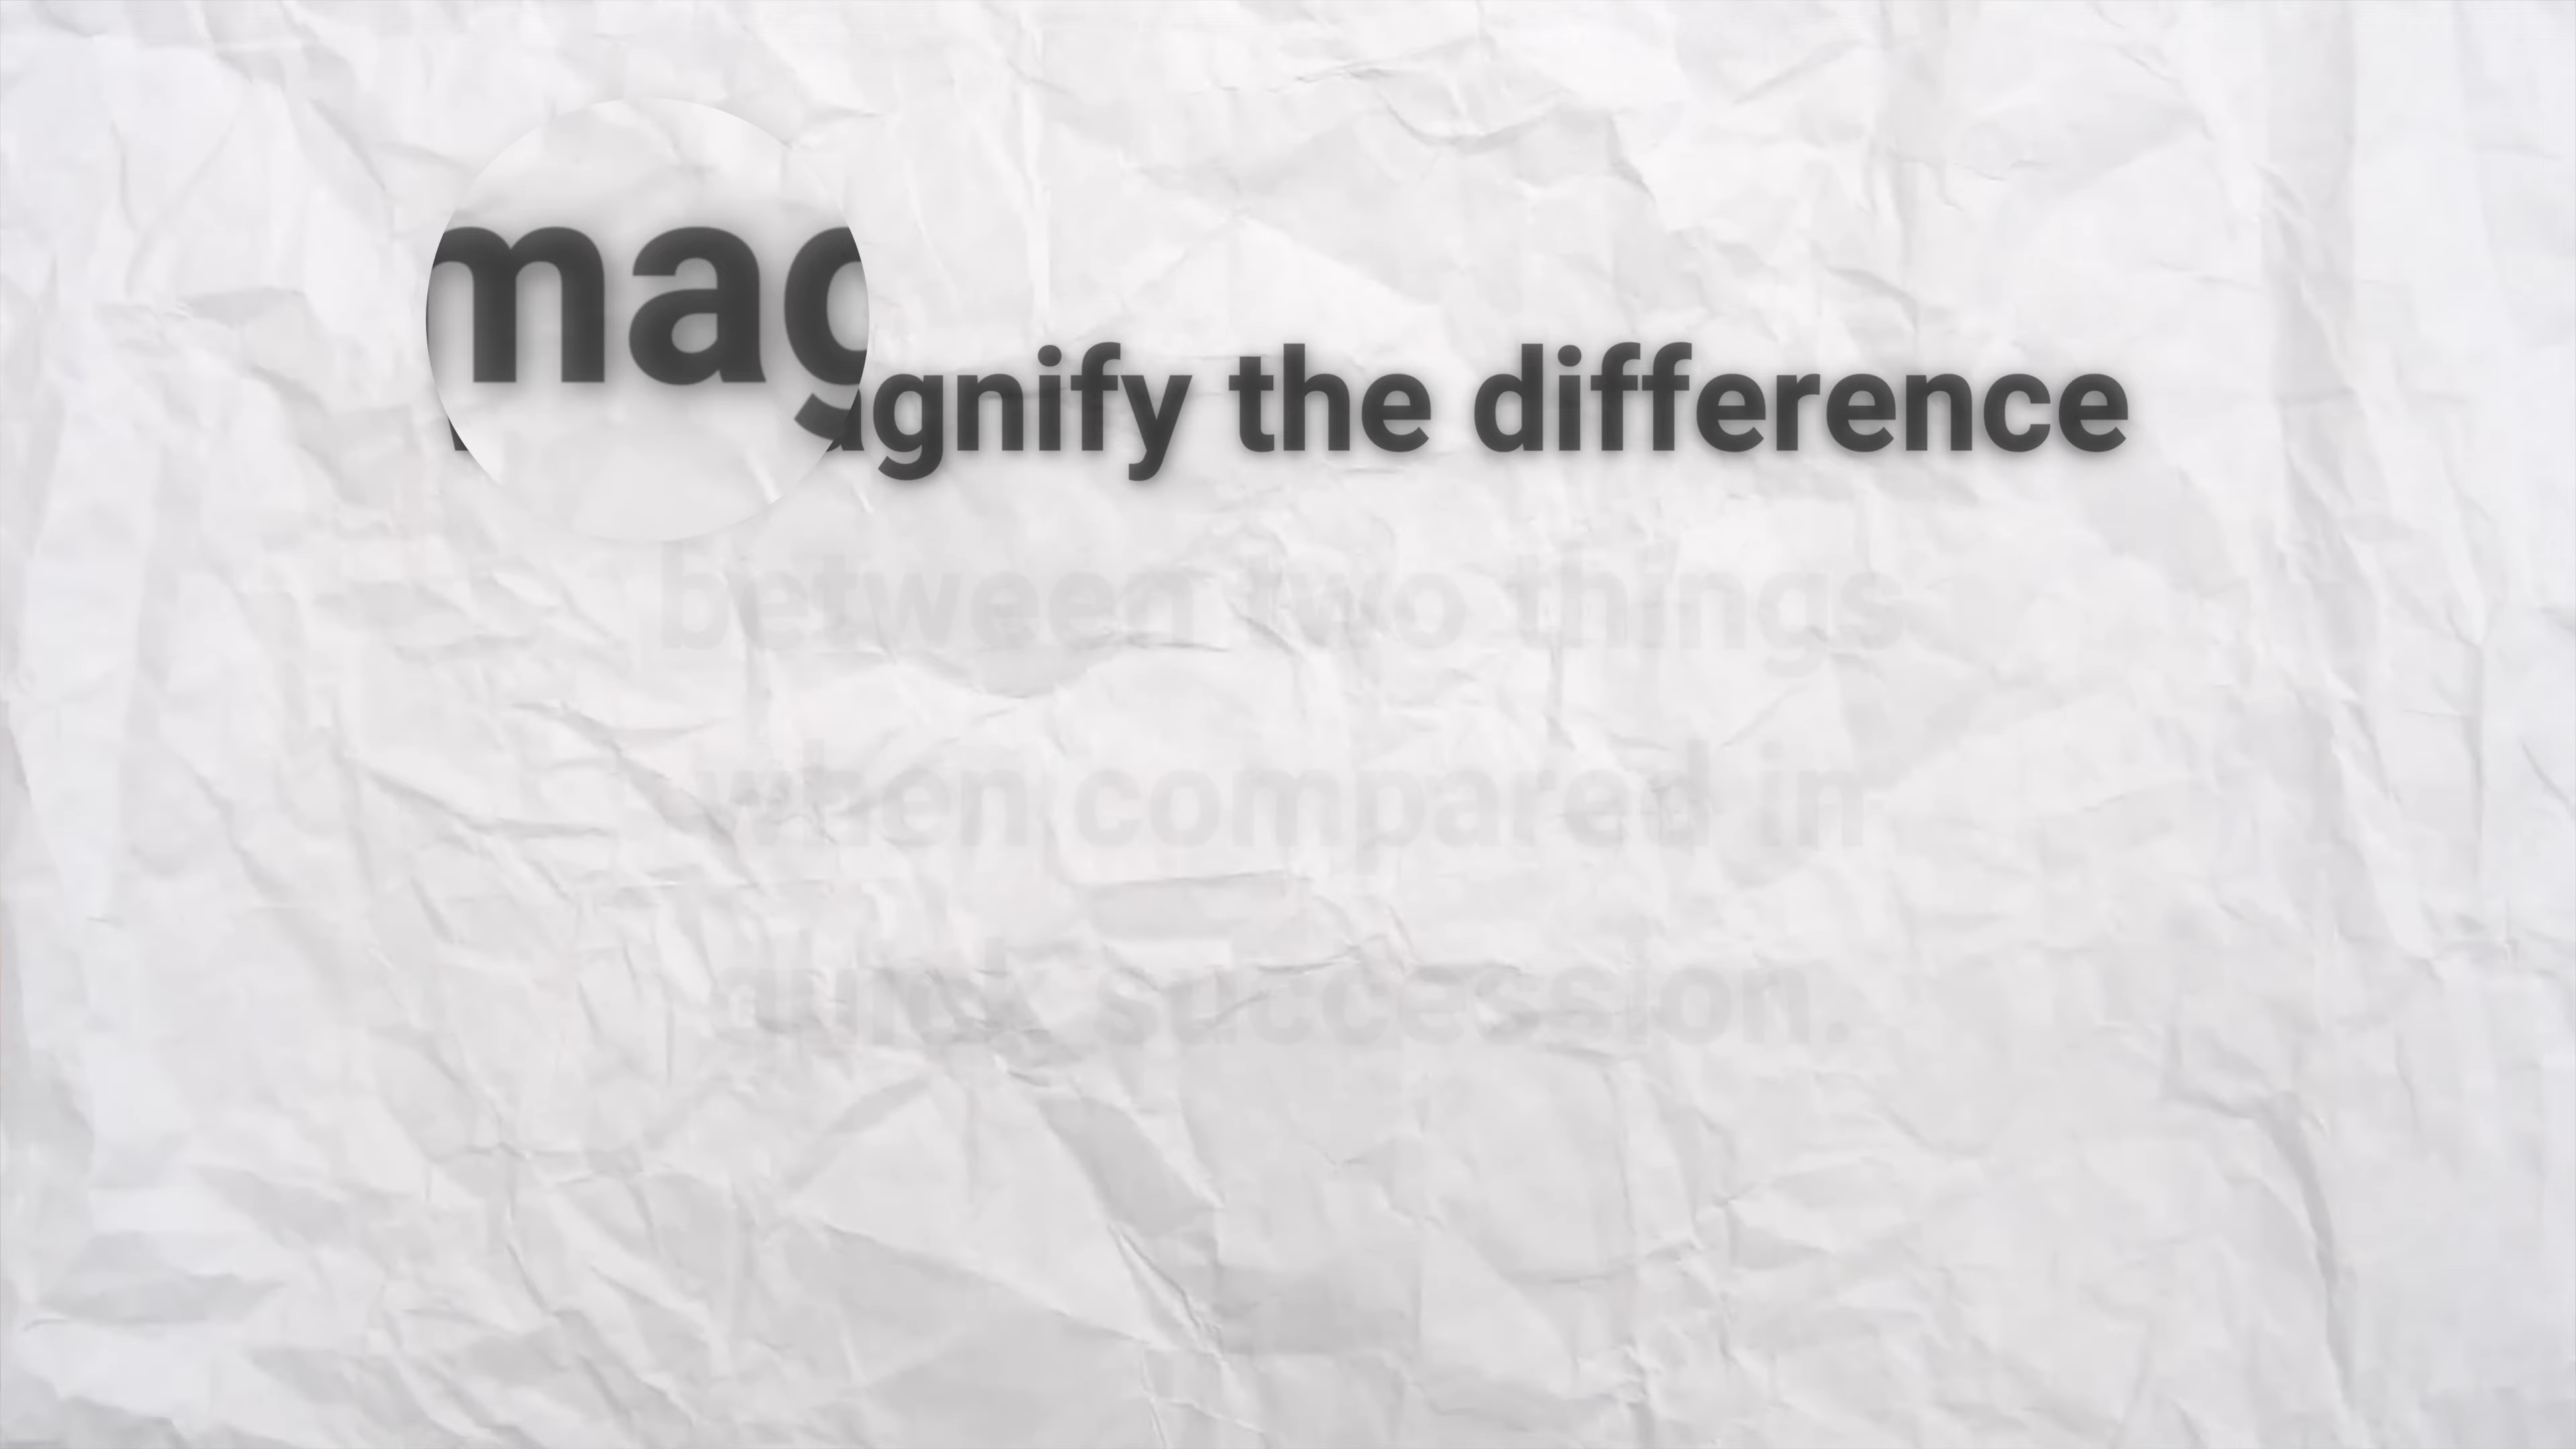 magnify the difference
between two things
when compared in
quick succession.